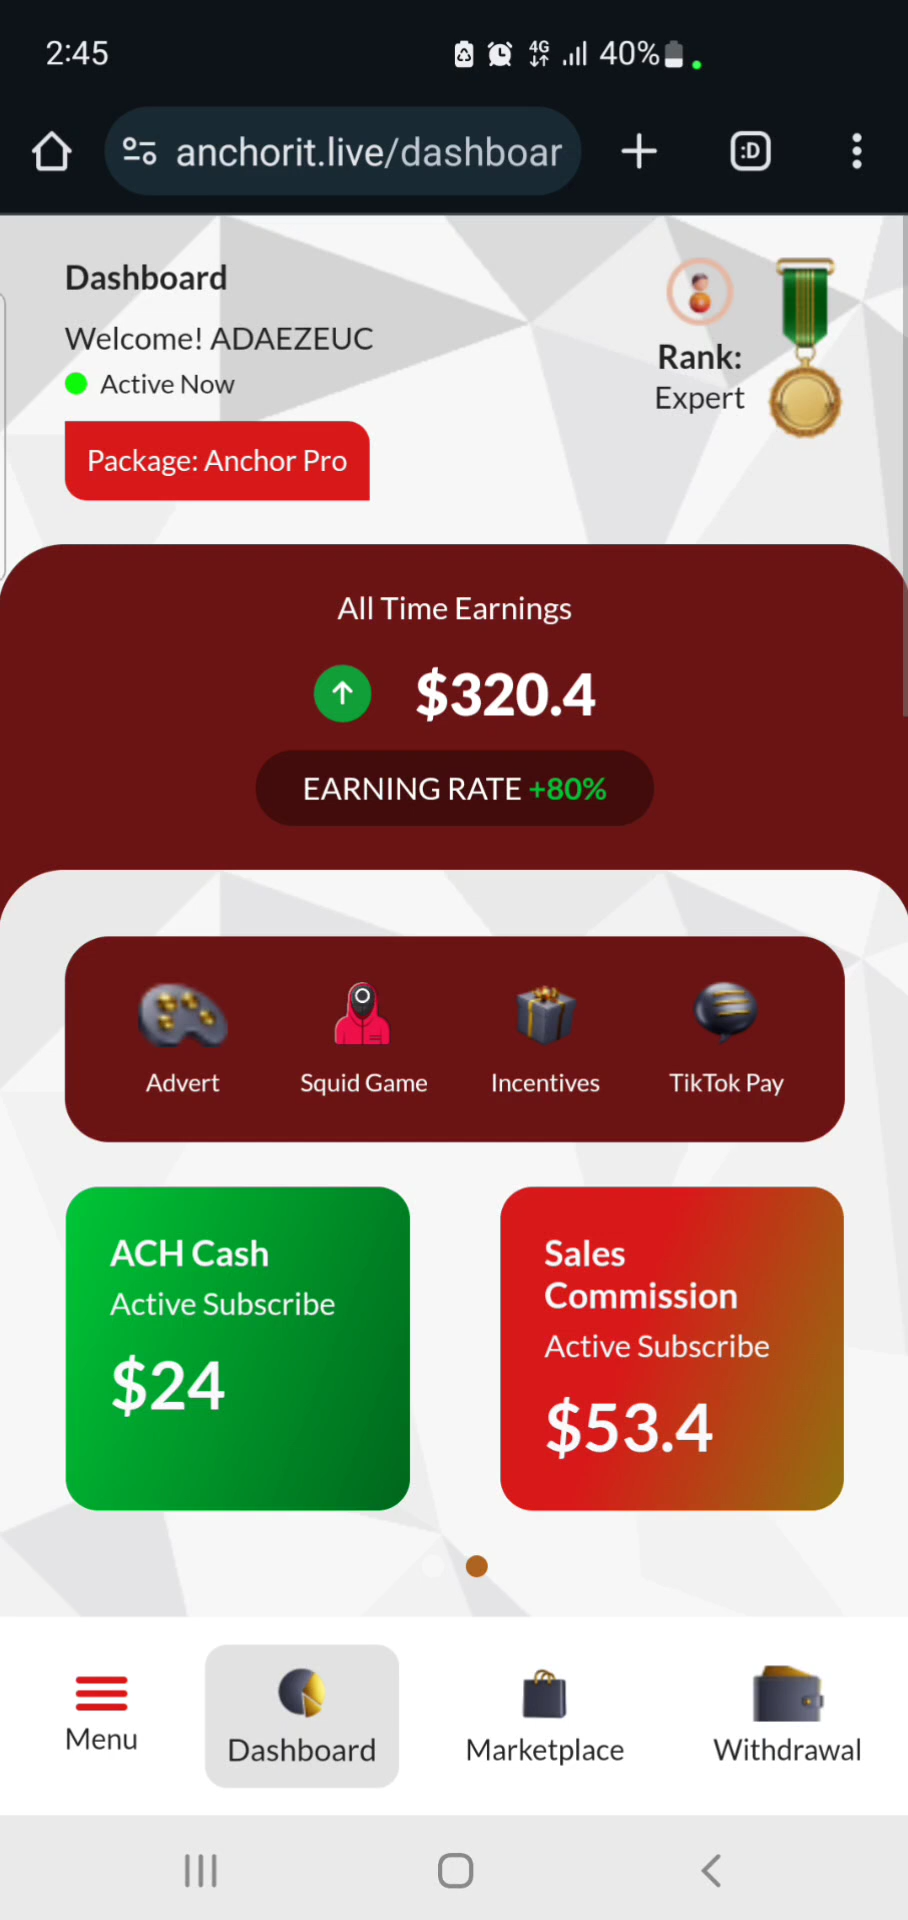 2:45
4G
40%
anchorit.live/dashboar
:D
Dashboard
Welcome! ADAEZEUC
Active Now
Package: Anchor Pro
Rank:
Expert
All Time Earnings
$320.4
EARNING RATE +80%
Advert
Squid Game
Incentives
TikTok Pay
ACH Cash
Active Subscribe
$24
Sales
Commission
Active Subscribe
$53.4
Menu
Dashboard
Marketplace
Withdrawal